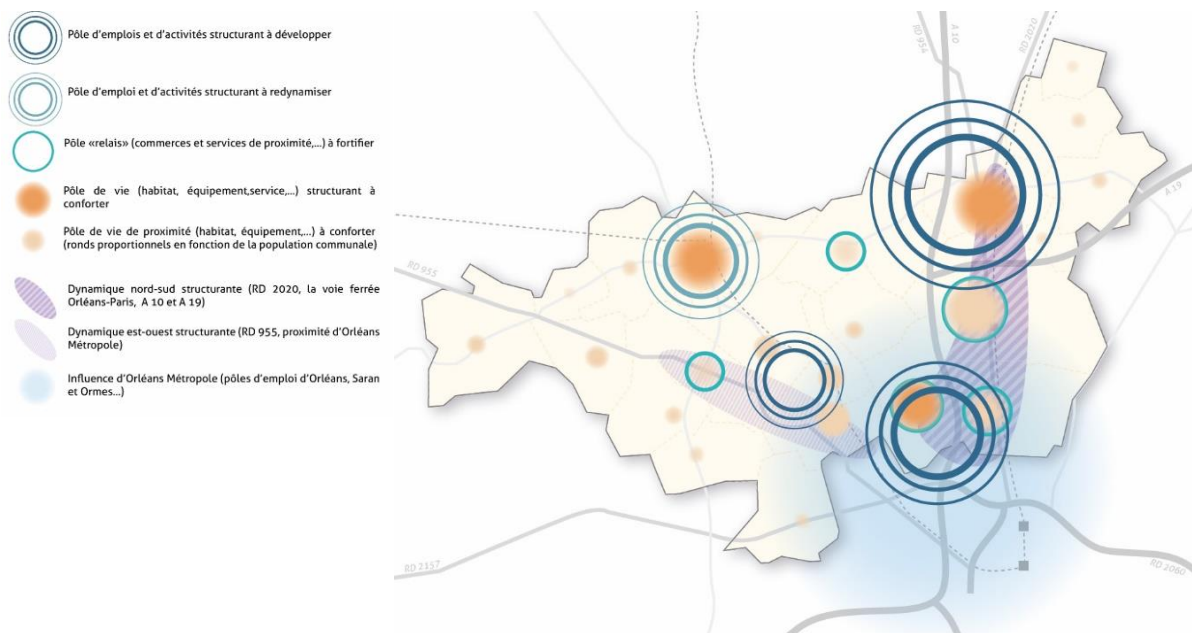 Pôle d'emplois et d'activités structurant à développer
Pôle d'emploi et d'activités structurant à redynamiser
Pôle «relais» (commerces et services de proximité,...) à fortifier
Pôle de vie (habitat, équipement,service,...) structurant à
conforter
Pôle de vie de proximité (habitat, équipement,...) à conforter
(ronds proportionnels en fonction de la population communale)
Dynamique nord-sud structurante (RD 2020, la voie ferrée
Orléans-Paris, A 10 et A 19)
Dynamique est-ouest structurante (RD 955, proximité d'Orléans
Métropole)
Influence d'Orléans Métropole (pôles d'emploi d'Orléans, Saran
et Ormes...)
RD 954
A 10
RD 2020
A 19
RD 955
RD 2157
RD 2060